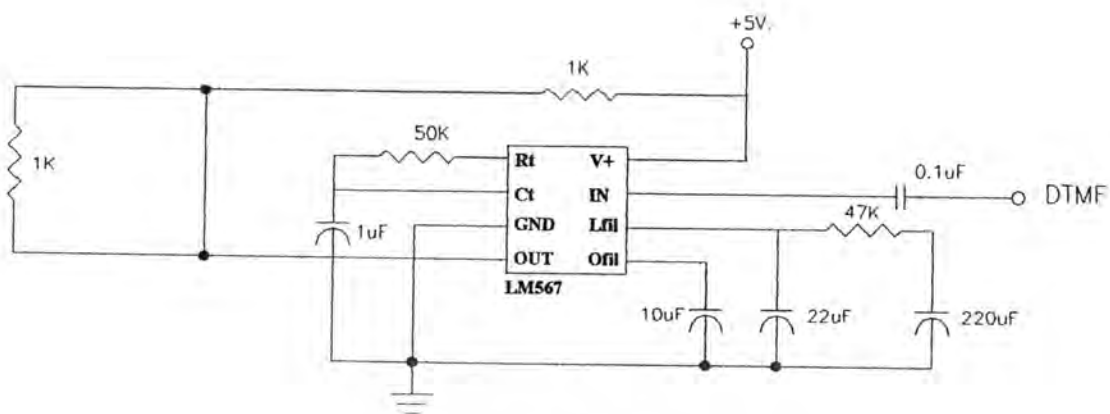 +5V.
1K
50K
1K
Rt
V+
0.1uF
Ct
IN
DTMF
47K
1uF
GND
Lfil
OUT
Ofil
LM567
10uF
22uF
220uF